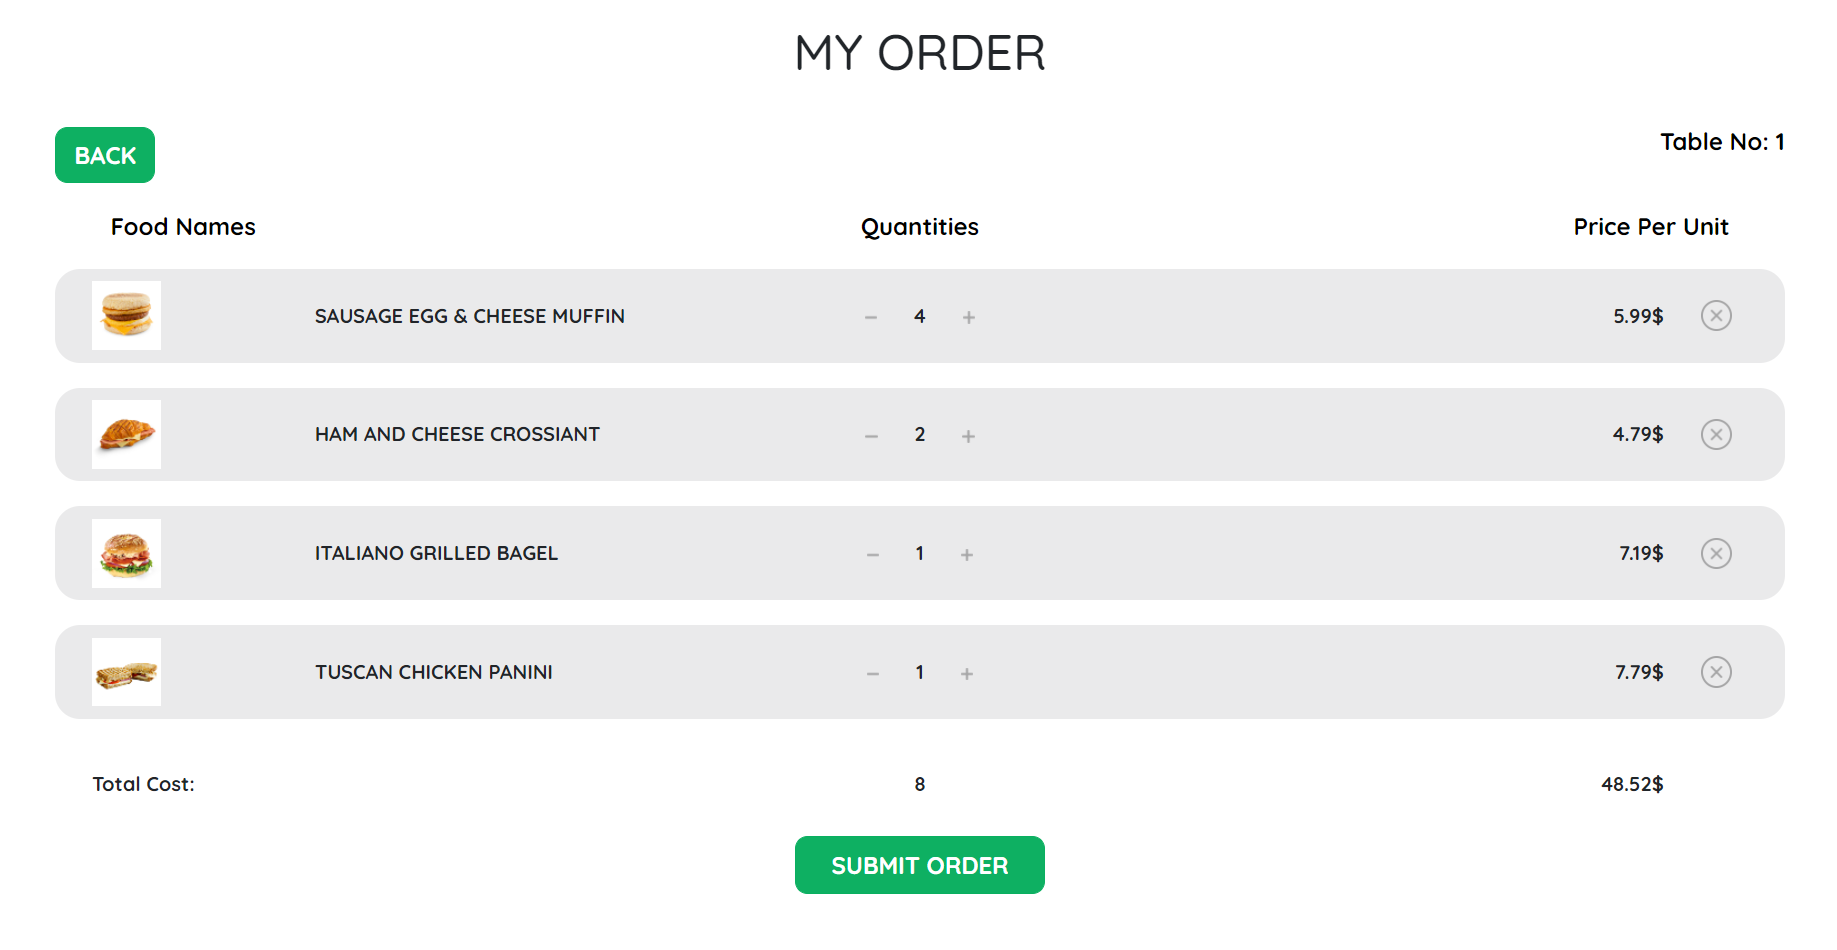 MY ORDER
BACK
Table No: 1
Food Names Quantities Price Per Unit
SAUSAGE EGG & CHEESE MUFFIN − 4 + 5.99$
HAM AND CHEESE CROSSIANT − 2 + 4.79$
ITALIANO GRILLED BAGEL − 1 + 7.19$
TUSCAN CHICKEN PANINI − 1 + 7.79$
Total Cost: 8 48.52$
SUBMIT ORDER